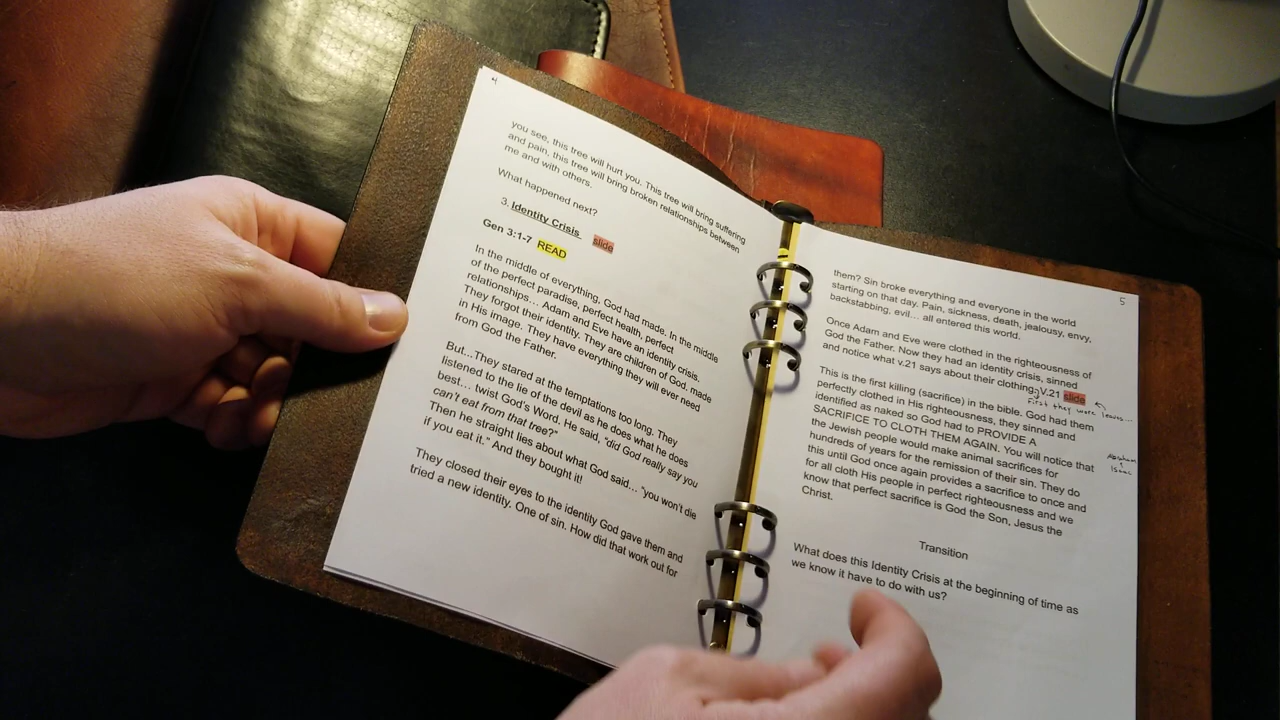 4
you see, this tree will hurt you. This tree will bring suffering
and pain, this tree will bring broken relationships between
me and with others.
What happened next?
3. Identity Crisis slide
Gen 3:1-7 READ
In the middle of everything, God had made. In the middle
of the perfect paradise, perfect health, perfect
relationships… Adam and Eve have an identity crisis.
They forgot their identity. They are children of God, made
in His image. They have everything they will ever need
from God the Father.
But…They stared at the temptations too long. They
listened to the lie of the devil as he does what he does
best… twist God's Word. He said, "did God really say you
can't eat from that tree?"
Then he straight lies about what God said… "you won't die
if you eat it." And they bought it!
They closed their eyes to the identity God gave them and
tried a new identity. One of sin. How did that work out for
5
them? Sin broke everything and everyone in the world
starting on that day. Pain, sickness, death, jealousy, envy,
backstabbing, evil… all entered this world.
Once Adam and Eve were clothed in the righteousness of
God the Father. Now they had an identity crisis, sinned
and notice what v.21 says about their clothing. V.21 slide
First they wore leaves...
This is the first killing (sacrifice) in the bible. God had them
perfectly clothed in His righteousness, they sinned and
identified as naked so God had to PROVIDE A
SACRIFICE TO CLOTH THEM AGAIN. You will notice that
the Jewish people would make animal sacrifices for
hundreds of years for the remission of their sin. They do
this until God once again provides a sacrifice to once and
for all cloth His people in perfect righteousness and we
know that perfect sacrifice is God the Son, Jesus the
Christ.
Abraham
Isaac
Transition
What does this Identity Crisis at the beginning of time as
we know it have to do with us?